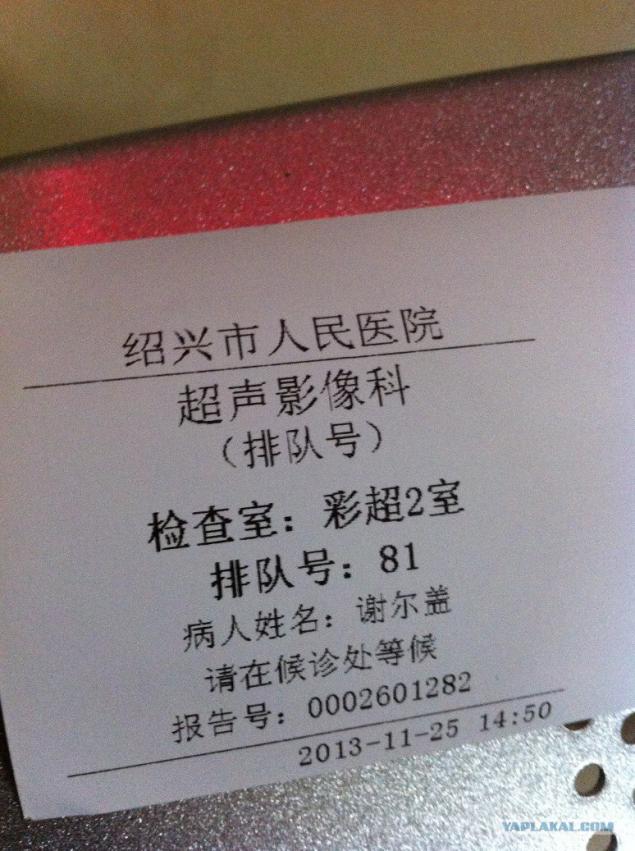 绍兴市人民医院
超声影像科
（排队号）
检查室：彩超2室
排队号：81
病人姓名：谢尔盖
请在候诊处等候
报告号：0002601282
2013-11-25 14:50
YAPLAKAL.COM